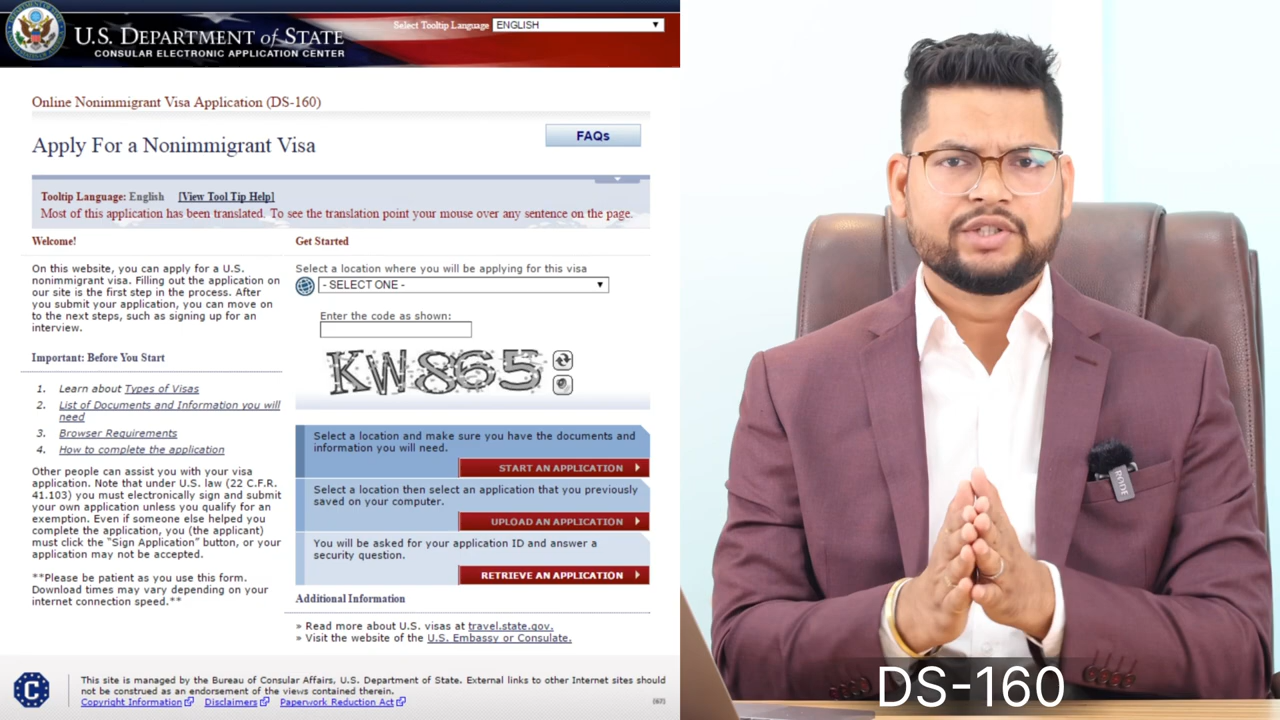 U.S. DEPARTMENT of STATE
CONSULAR ELECTRONIC APPLICATION CENTER
Select Tooltip Language ENGLISH
Online Nonimmigrant Visa Application (DS-160)
Apply For a Nonimmigrant Visa
FAQs
Tooltip Language: English [View Tool Tip Help]
Most of this application has been translated. To see the translation point your mouse over any sentence on the page.
Welcome!
On this website, you can apply for a U.S.
nonimmigrant visa. Filling out the application on
our site is the first step in the process. After
you submit your application, you can move on
to the next steps, such as signing up for an
interview.
Important: Before You Start
1. Learn about Types of Visas
2. List of Documents and Information you will
need
3. Browser Requirements
4. How to complete the application
Other people can assist you with your visa
application. Note that under U.S. law (22 C.F.R.
41.103) you must electronically sign and submit
your own application unless you qualify for an
exemption. Even if someone else helped you
complete the application, you (the applicant)
must click the "Sign Application" button, or your
application may not be accepted.
**Please be patient as you use this form.
Download times may vary depending on your
internet connection speed.**
Get Started
Select a location where you will be applying for this visa
- SELECT ONE -
Enter the code as shown:
KW865
Select a location and make sure you have the documents and
information you will need.
START AN APPLICATION
Select a location then select an application that you previously
saved on your computer.
UPLOAD AN APPLICATION
You will be asked for your application ID and answer a
security question.
RETRIEVE AN APPLICATION
Additional Information
» Read more about U.S. visas at travel.state.gov.
» Visit the website of the U.S. Embassy or Consulate.
C
This site is managed by the Bureau of Consular Affairs, U.S. Department of State. External links to other Internet sites should
not be construed as an endorsement of the views contained therein.
Copyright Information Disclaimers Paperwork Reduction Act
RODE
DS-160